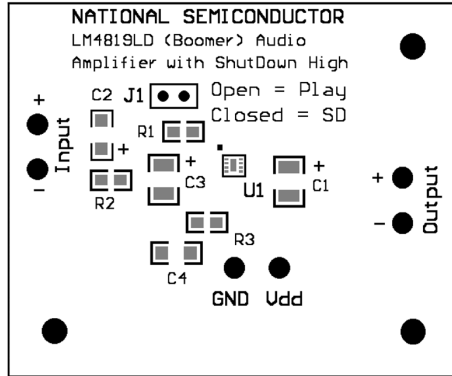 NATIONAL SEMICONDUCTOR
LM4819LD (Boomer) Audio
Amplifier with ShutDown High
C2 J1 Open = Play
Closed = SD
+
R1
Input
+
-
R2
+
C3
U1
+
C1
+
Output
-
R3
C4
GND Vdd